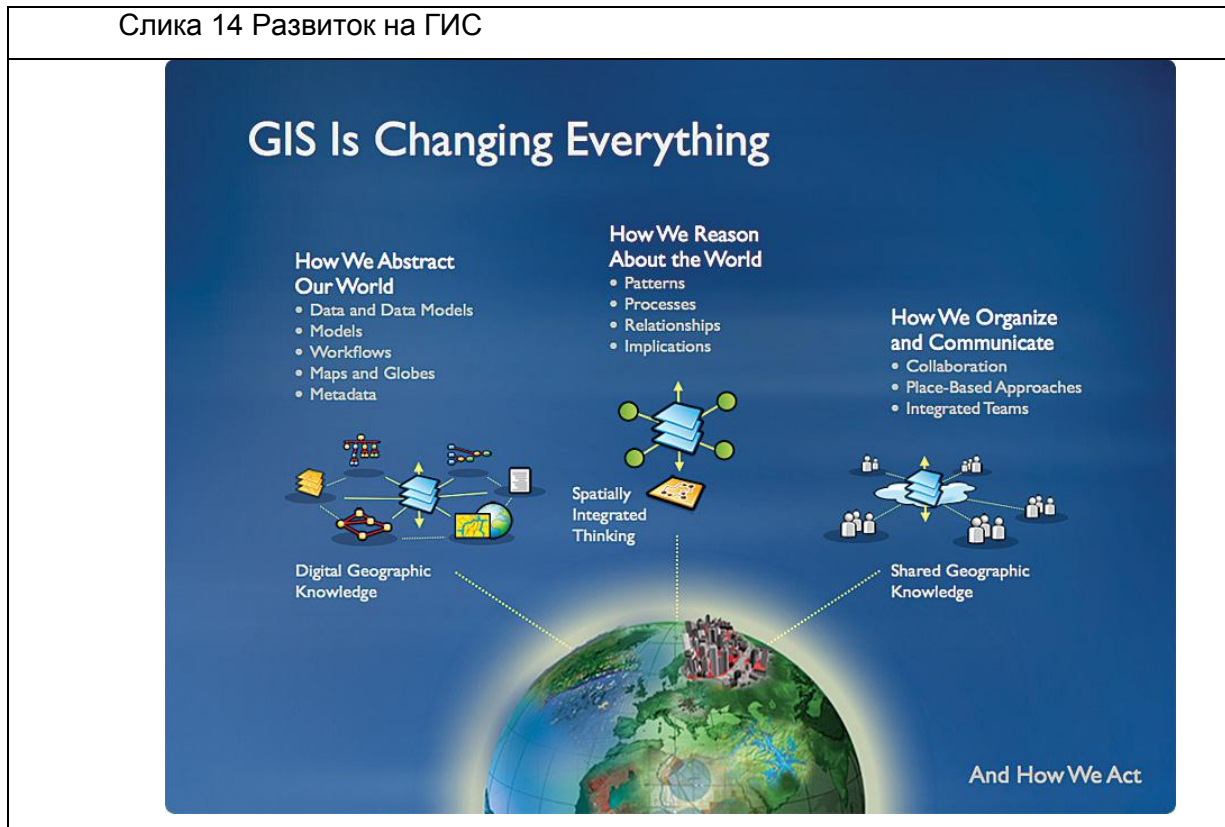 Слика 14 Развиток на ГИС
GIS Is Changing Everything
How We Abstract
Our World
• Data and Data Models
• Models
• Workflows
• Maps and Globes
• Metadata
Digital Geographic
Knowledge
How We Reason
About the World
• Patterns
• Processes
• Relationships
• Implications
Spatially
Integrated
Thinking
How We Organize
and Communicate
• Collaboration
• Place-Based Approaches
• Integrated Teams
Shared Geographic
Knowledge
And How We Act